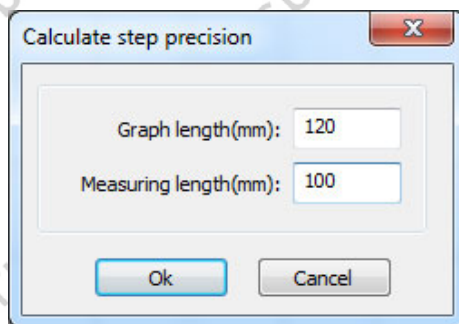 Calculate step precision
Graph length(mm): 120
Measuring length(mm): 100
Ok Cancel